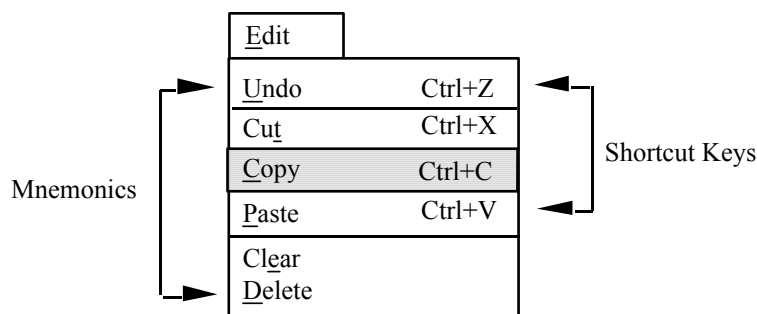 Edit
Undo Ctrl+Z
Cut Ctrl+X
Copy Ctrl+C
Paste Ctrl+V
Clear
Delete
Mnemonics
Shortcut Keys